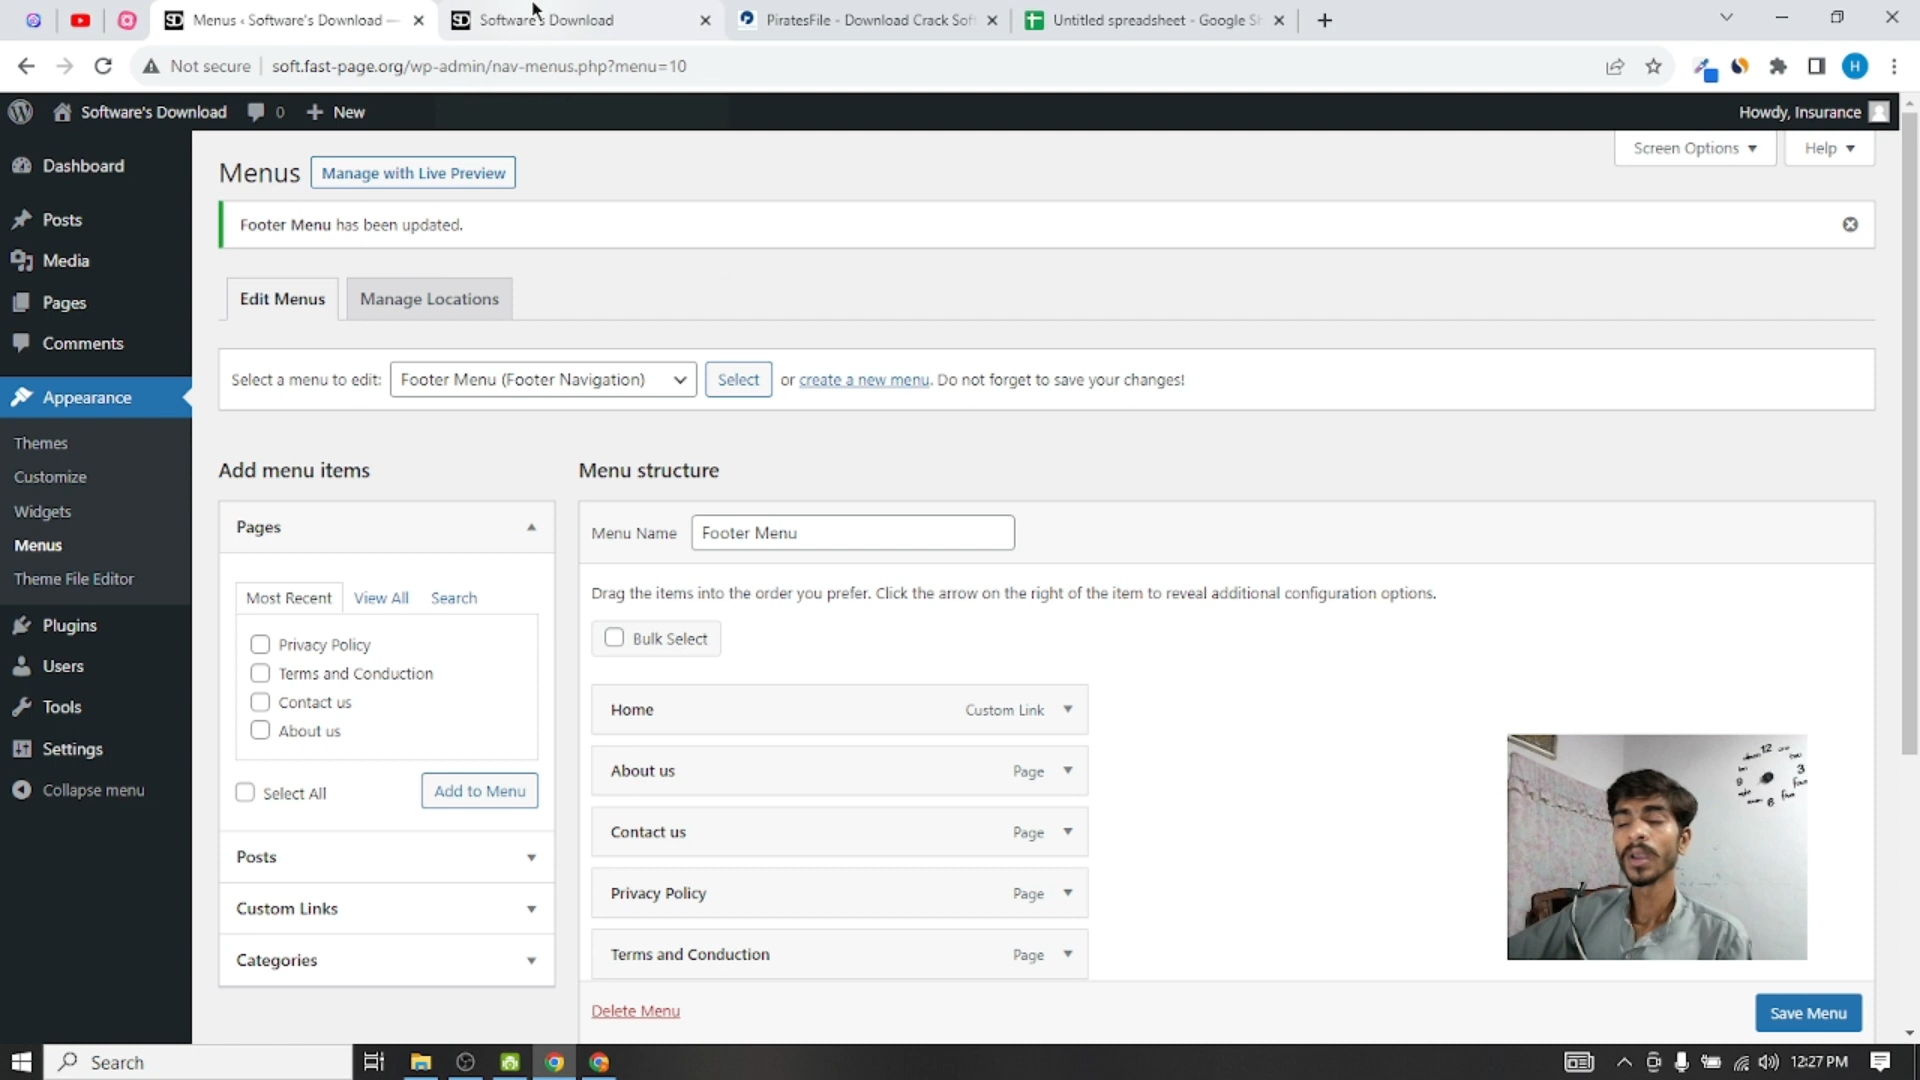 Menus ‹ Software's Download —
Software's Download
PiratesFile - Download Crack Sof
Untitled spreadsheet - Google Sh
Not secure
soft.fast-page.org/wp-admin/nav-menus.php?menu=10
H
Software's Download
0
New
Howdy, Insurance
Dashboard
Posts
Media
Pages
Comments
Appearance
Themes
Customize
Widgets
Menus
Theme File Editor
Plugins
Users
Tools
Settings
Collapse menu
Screen Options
Help
Menus
Manage with Live Preview
Footer Menu has been updated.
Edit Menus
Manage Locations
Select a menu to edit:
Footer Menu (Footer Navigation)
Select
or create a new menu. Do not forget to save your changes!
Add menu items
Pages
Most Recent
View All
Search
Privacy Policy
Terms and Conduction
Contact us
About us
Select All
Add to Menu
Posts
Custom Links
Categories
Menu structure
Menu Name
Footer Menu
Drag the items into the order you prefer. Click the arrow on the right of the item to reveal additional configuration options.
Bulk Select
Home
Custom Link
About us
Page
Contact us
Page
Privacy Policy
Page
Terms and Conduction
Page
Delete Menu
Save Menu
12
3
6
9
Search
12:27 PM